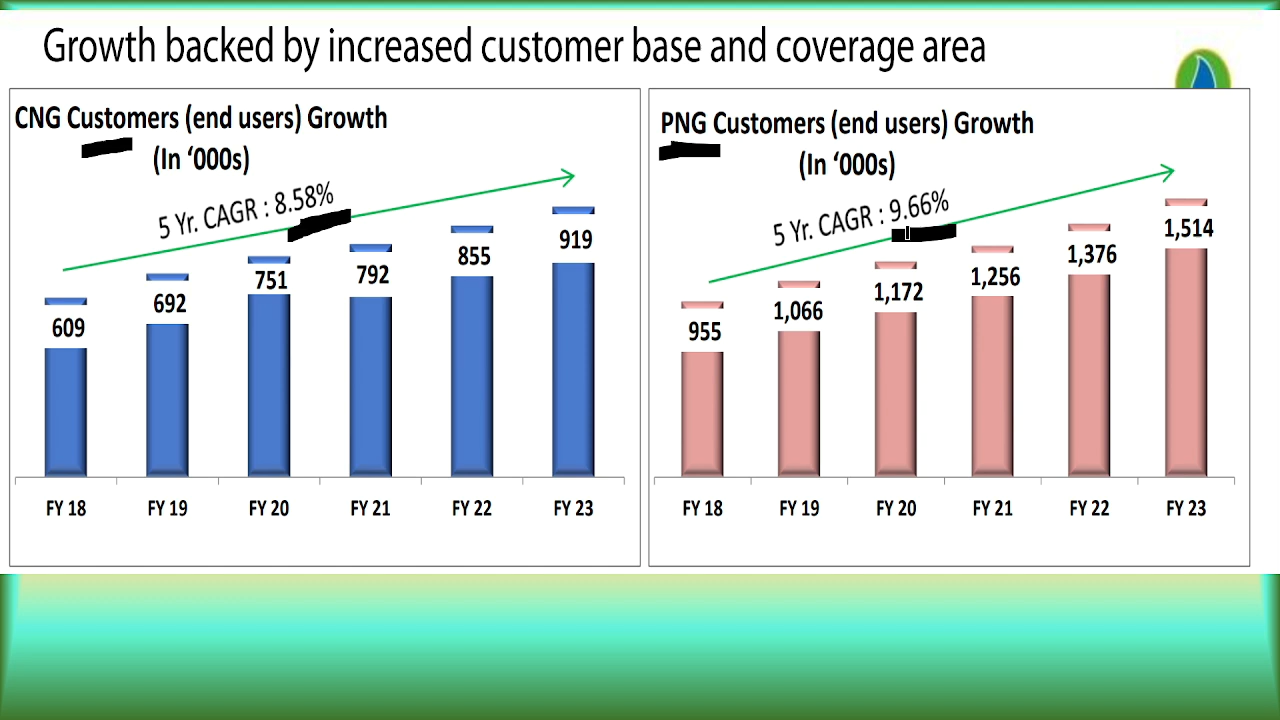 Growth backed by increased customer base and coverage area
CNG Customers (end users) Growth
(In ‘000s)
5 Yr. CAGR : 8.58%
609
692
751
792
855
919
FY 18
FY 19
FY 20
FY 21
FY 22
FY 23
PNG Customers (end users) Growth
(In ‘000s)
5 Yr. CAGR : 9.66%
955
1,066
1,172
1,256
1,376
1,514
FY 18
FY 19
FY 20
FY 21
FY 22
FY 23